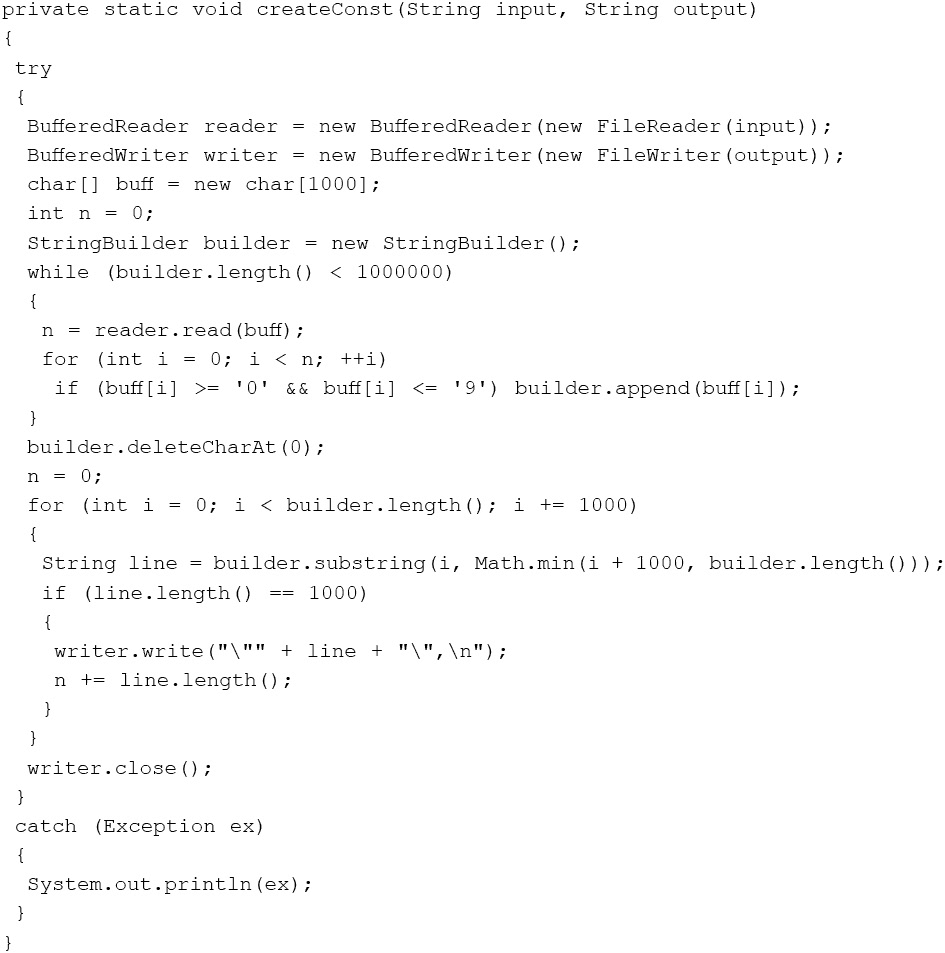 private static void createConst(String input, String output)
{
 try
 {
  BufferedReader reader = new BufferedReader(new FileReader(input));
  BufferedWriter writer = new BufferedWriter(new FileWriter(output));
  char[] buff = new char[1000];
  int n = 0;
  StringBuilder builder = new StringBuilder();
  while (builder.length() < 1000000)
  {
   n = reader.read(buff);
   for (int i = 0; i < n; ++i)
    if (buff[i] >= '0' && buff[i] <= '9') builder.append(buff[i]);
  }
  builder.deleteCharAt(0);
  n = 0;
  for (int i = 0; i < builder.length(); i += 1000)
  {
   String line = builder.substring(i, Math.min(i + 1000, builder.length()));
   if (line.length() == 1000)
   {
    writer.write("\"" + line + "\",\n");
    n += line.length();
   }
  }
  writer.close();
 }
 catch (Exception ex)
 {
  System.out.println(ex);
 }
}